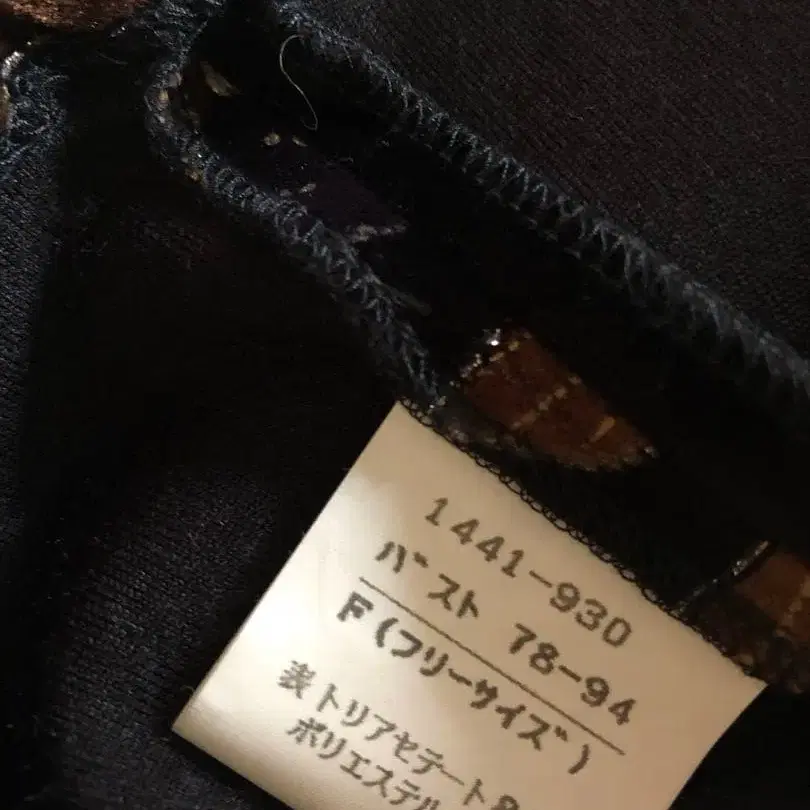 1441-930
バスト 78-94
F(フリーサイズ)
表トリアセテート8
ポリエステル